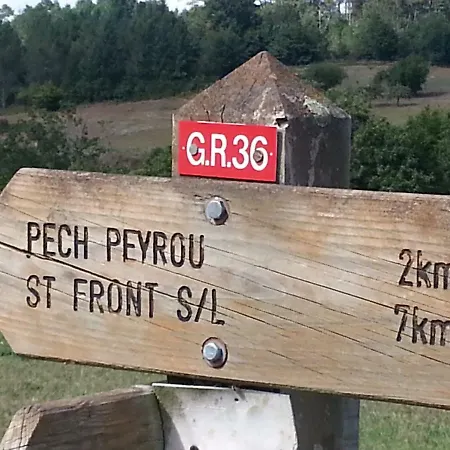 G.R.36
PECH PEYROU 2km
ST FRONT S/L 7km